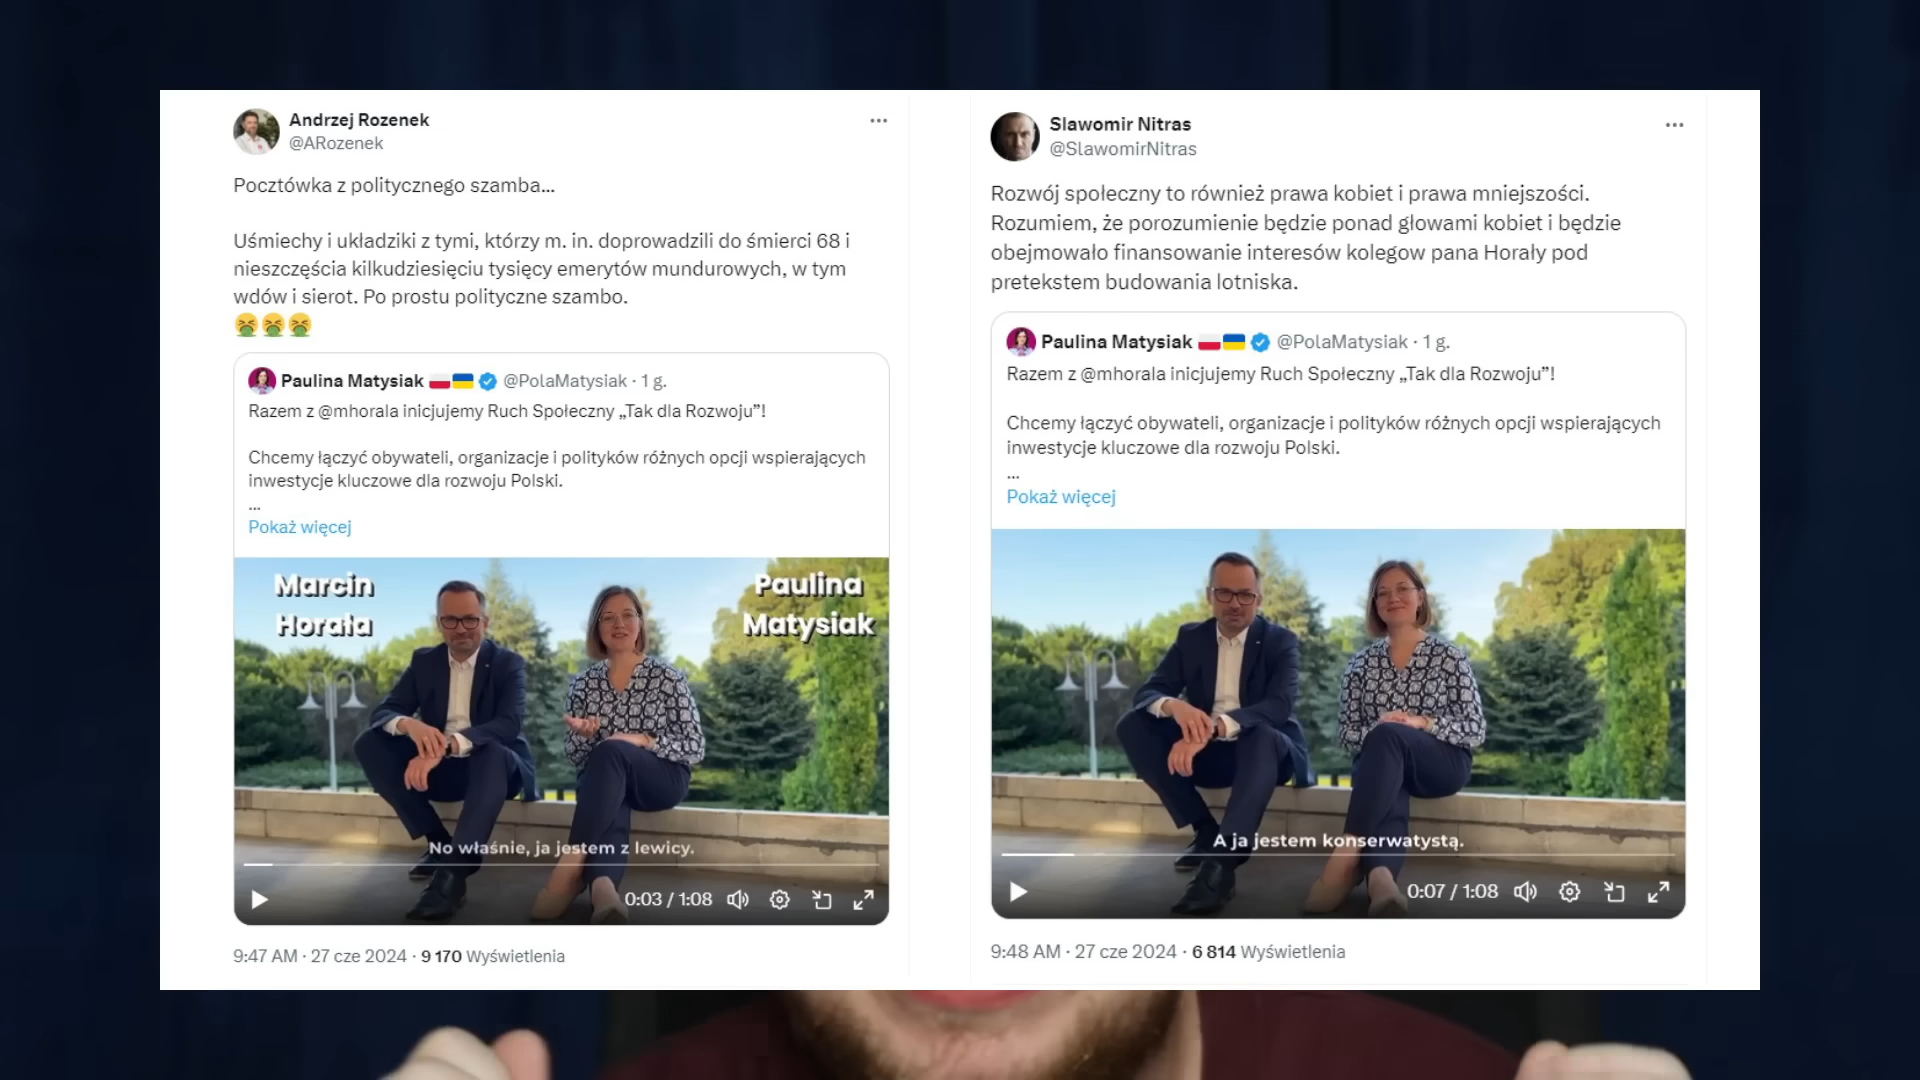 Andrzej Rozenek
@ARozenek
Pocztówka z politycznego szamba...
Uśmiechy i układziki z tymi, którzy m. in. doprowadzili do śmierci 68 i
nieszczęścia kilkudziesięciu tysięcy emerytów mundurowych, w tym
wdów i sierot. Po prostu polityczne szambo.
🤮🤮🤮
Paulina Matysiak 🇵🇱🇺🇦 @PolaMatysiak · 1 g.
Razem z @mhorala inicjujemy Ruch Społeczny „Tak dla Rozwoju”!
Chcemy łączyć obywateli, organizacje i polityków różnych opcji wspierających
inwestycje kluczowe dla rozwoju Polski.
...
Pokaż więcej
Marcin
Horała
Paulina
Matysiak
No właśnie, ja jestem z lewicy.
0:03 / 1:08
9:47 AM · 27 cze 2024 · 9 170 Wyświetlenia
Slawomir Nitras
@SlawomirNitras
Rozwój społeczny to również prawa kobiet i prawa mniejszości.
Rozumiem, że porozumienie będzie ponad głowami kobiet i będzie
obejmowało finansowanie interesów kolegow pana Horały pod
pretekstem budowania lotniska.
Paulina Matysiak 🇵🇱🇺🇦 @PolaMatysiak · 1 g.
Razem z @mhorala inicjujemy Ruch Społeczny „Tak dla Rozwoju”!
Chcemy łączyć obywateli, organizacje i polityków różnych opcji wspierających
inwestycje kluczowe dla rozwoju Polski.
...
Pokaż więcej
A ja jestem konserwatystą.
0:07 / 1:08
9:48 AM · 27 cze 2024 · 6 814 Wyświetlenia